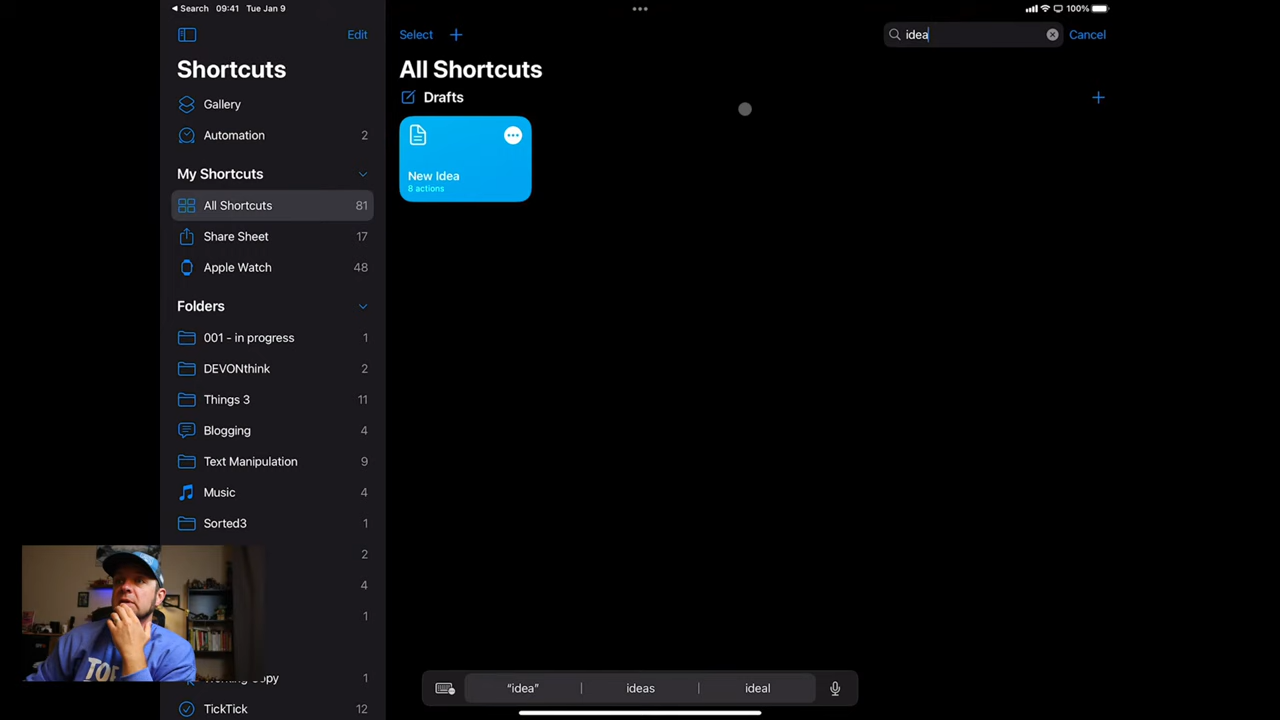 Search 09:41 Tue Jan 9
100%
Edit
Shortcuts
Gallery
Automation 2
My Shortcuts
All Shortcuts 81
Share Sheet 17
Apple Watch 48
Folders
001 - in progress 1
DEVONthink 2
Things 3 11
Blogging 4
Text Manipulation 9
Music 4
Sorted3 1
2
4
1
Working Copy 1
TickTick 12
Select
idea
Cancel
All Shortcuts
Drafts
New Idea
8 actions
“idea”
ideas
ideal